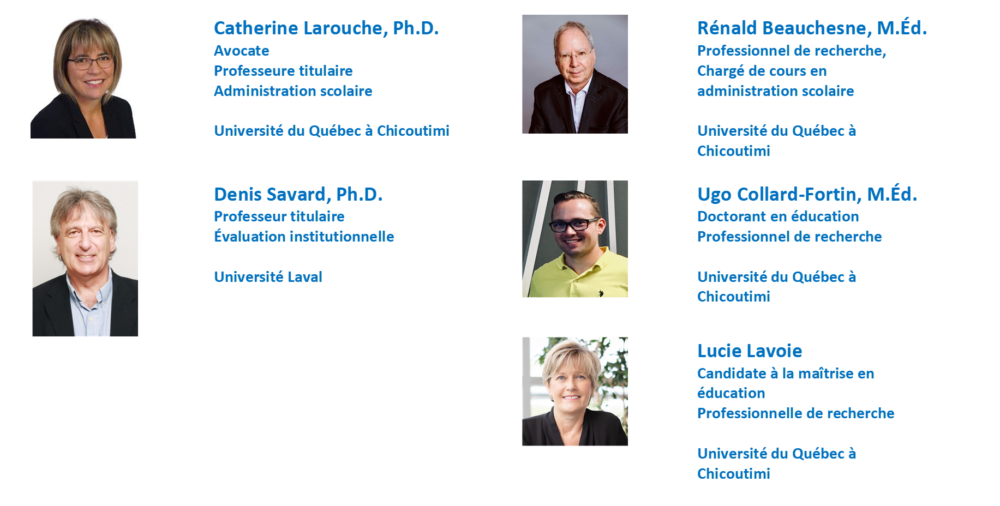 Catherine Larouche, Ph.D.
Avocate
Professeure titulaire
Administration scolaire
Université du Québec à Chicoutimi
Rénald Beauchesne, M.Éd.
Professionnel de recherche,
Chargé de cours en
administration scolaire
Université du Québec à
Chicoutimi
Denis Savard, Ph.D.
Professeur titulaire
Évaluation institutionnelle
Université Laval
Ugo Collard-Fortin, M.Éd.
Doctorant en éducation
Professionnel de recherche
Université du Québec à
Chicoutimi
Lucie Lavoie
Candidate à la maîtrise en
éducation
Professionnelle de recherche
Université du Québec à
Chicoutimi